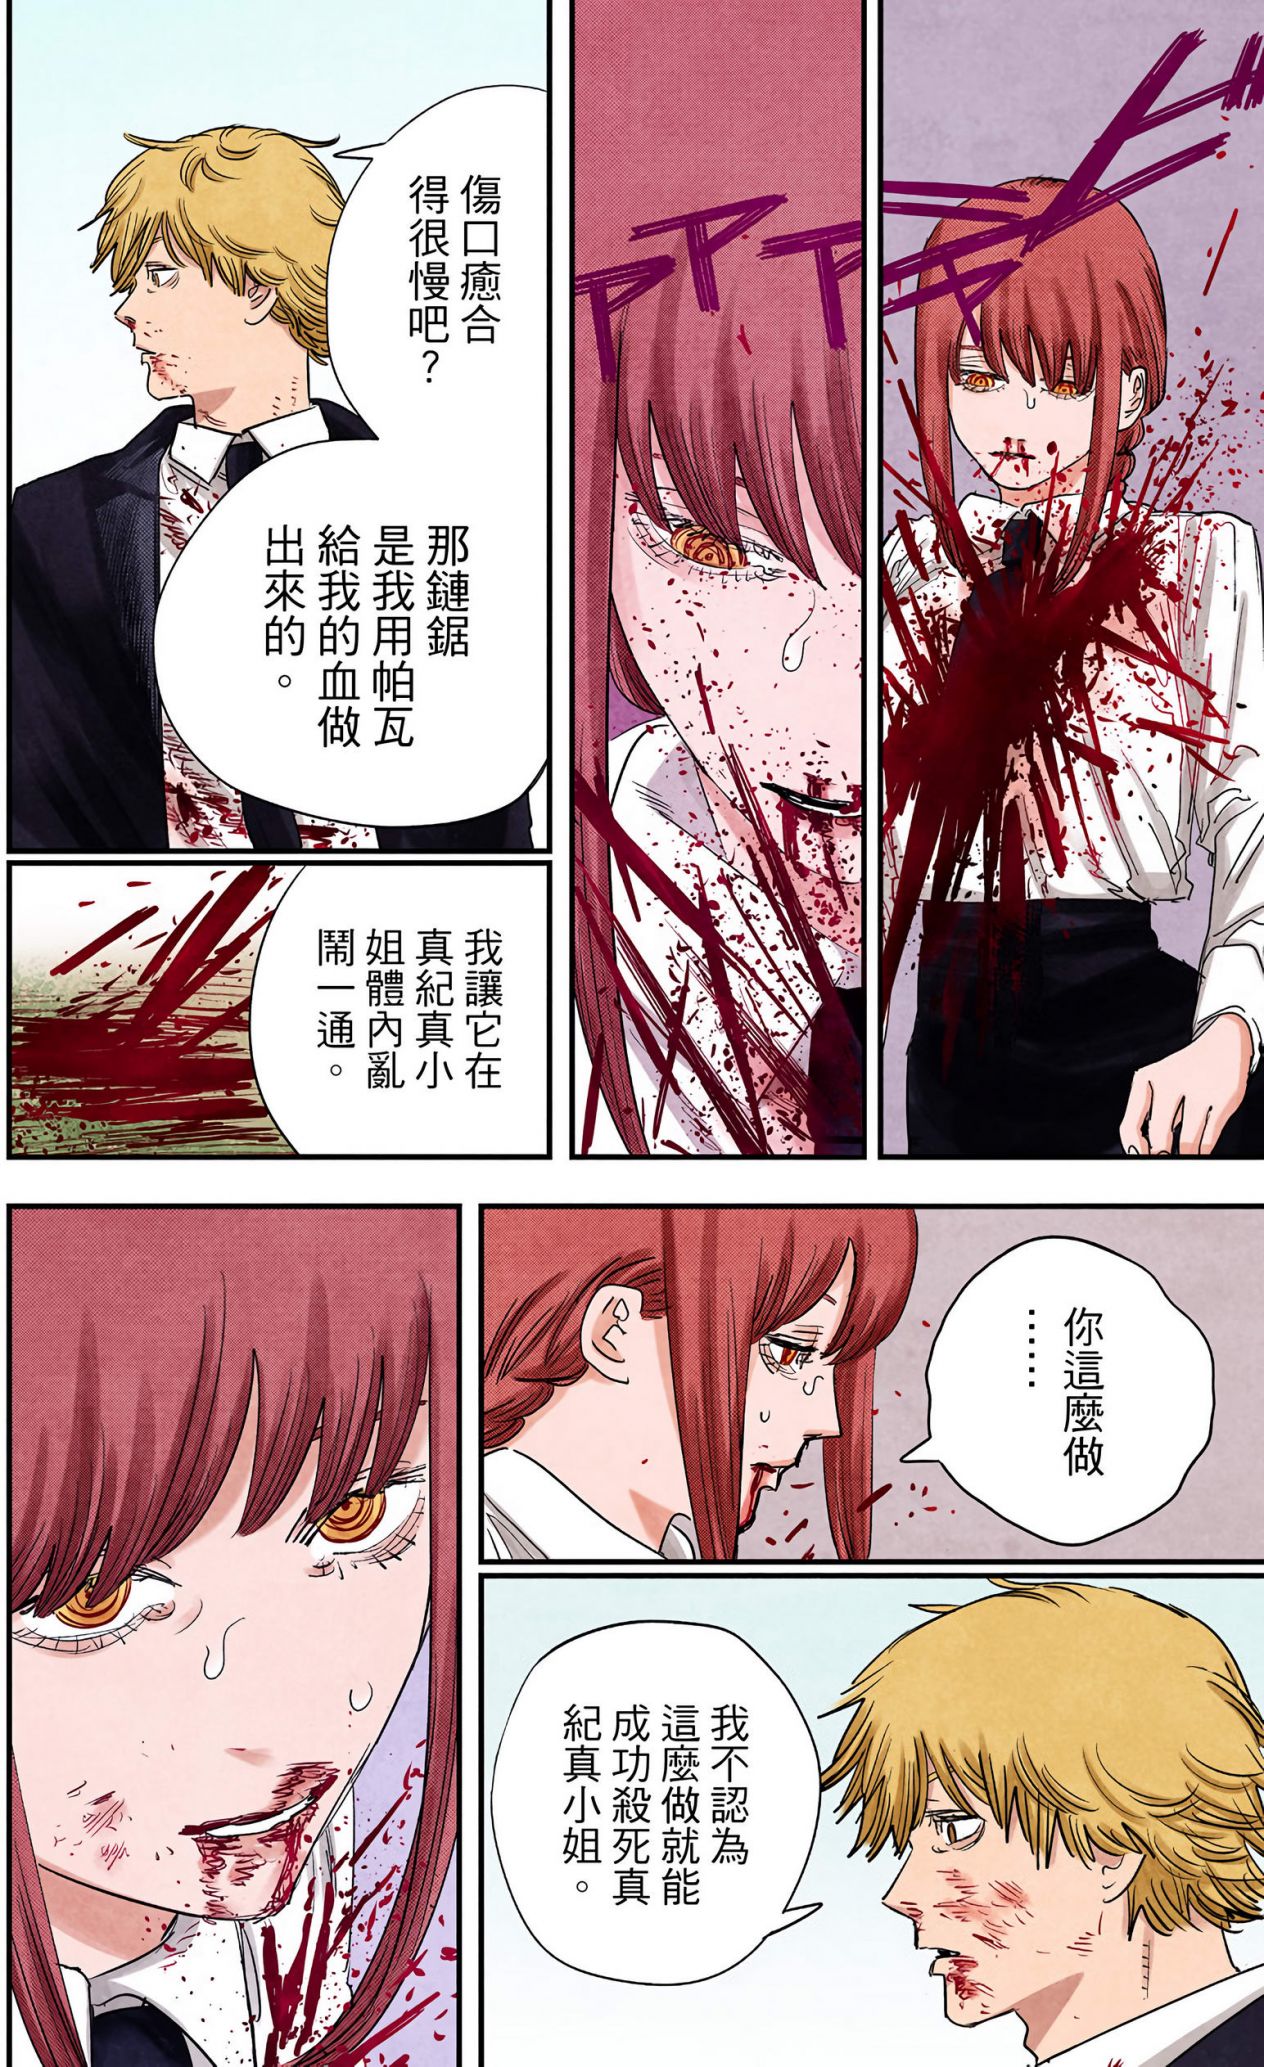 傷口癒合
得很慢吧？
那鏈鋸
是我用帕瓦
給我的血做
出來的。
我讓它在
真紀真小
姐體內亂
鬧一通。
你這麼做
……
我不認為
這麼做就能
成功殺死真
紀真小姐。